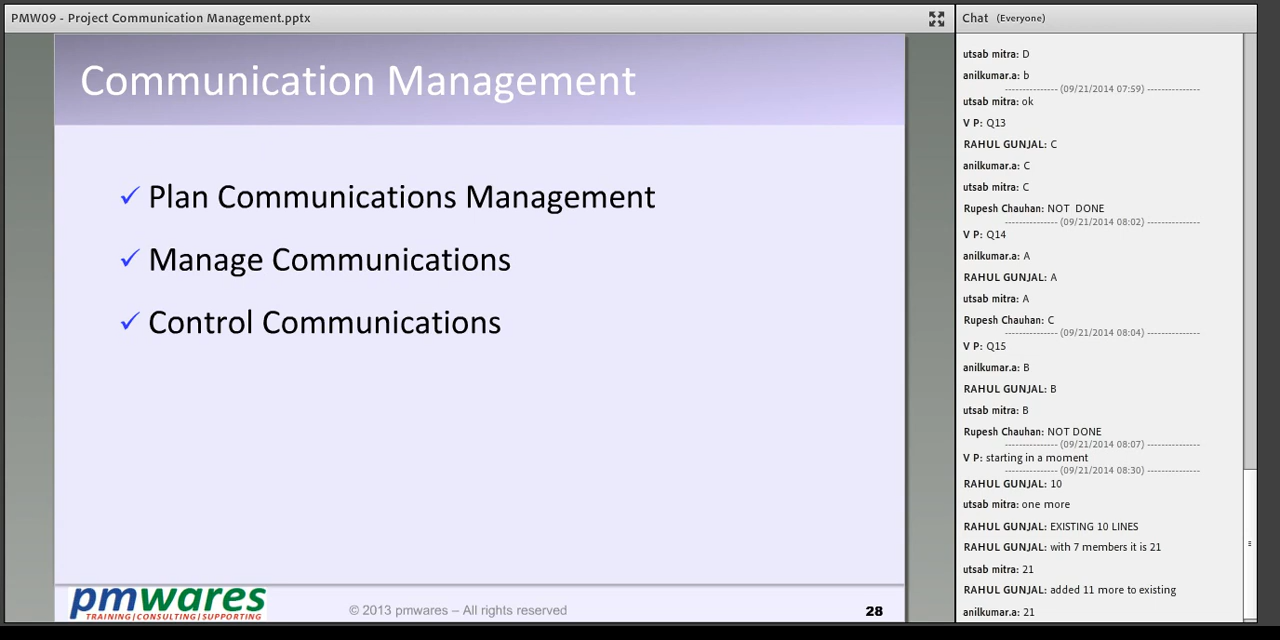 PMW09 - Project Communication Management.pptx
Communication Management
✓ Plan Communications Management
✓ Manage Communications
✓ Control Communications
pmwares
TRAINING|CONSULTING|SUPPORTING
© 2013 pmwares – All rights reserved
28
Chat (Everyone)
utsab mitra: D
anilkumar.a: b
--------------- (09/21/2014 07:59) ---------------
utsab mitra: ok
V P: Q13
RAHUL GUNJAL: C
anilkumar.a: C
utsab mitra: C
Rupesh Chauhan: NOT DONE
--------------- (09/21/2014 08:02) ---------------
V P: Q14
anilkumar.a: A
RAHUL GUNJAL: A
utsab mitra: A
Rupesh Chauhan: C
--------------- (09/21/2014 08:04) ---------------
V P: Q15
anilkumar.a: B
RAHUL GUNJAL: B
utsab mitra: B
Rupesh Chauhan: NOT DONE
--------------- (09/21/2014 08:07) ---------------
V P: starting in a moment
--------------- (09/21/2014 08:30) ---------------
RAHUL GUNJAL: 10
utsab mitra: one more
RAHUL GUNJAL: EXISTING 10 LINES
RAHUL GUNJAL: with 7 members it is 21
utsab mitra: 21
RAHUL GUNJAL: added 11 more to existing
anilkumar.a: 21